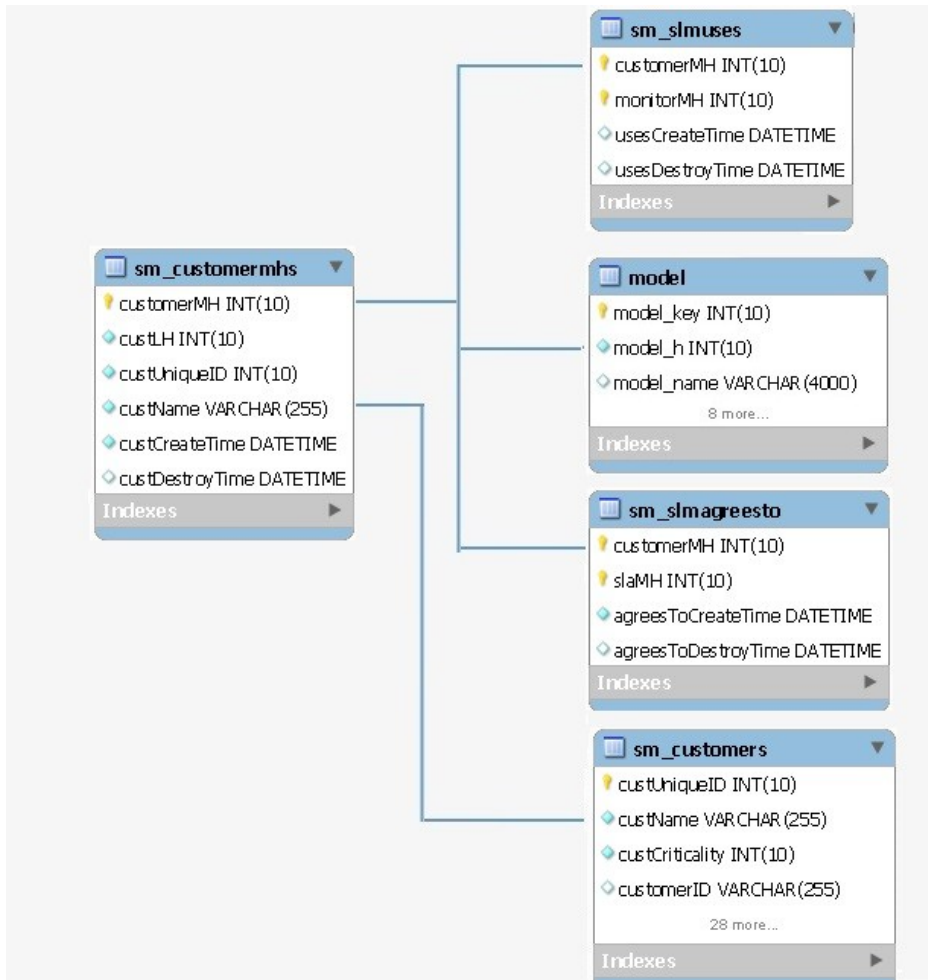 sm_slmuses
customerMH INT(10)
monitorMH INT(10)
usesCreateTime DATETIME
usesDestroyTime DATETIME
Indexes
sm_customermhs
customerMH INT(10)
custLH INT(10)
custUniqueID INT(10)
custName VARCHAR(255)
custCreateTime DATETIME
custDestroyTime DATETIME
Indexes
model
model_key INT(10)
model_h INT(10)
model_name VARCHAR(4000)
8 more...
Indexes
sm_slmagreesto
customerMH INT(10)
slaMH INT(10)
agreesToCreateTime DATETIME
agreesToDestroyTime DATETIME
Indexes
sm_customers
custUniqueID INT(10)
custName VARCHAR(255)
custCriticality INT(10)
customerID VARCHAR(255)
28 more...
Indexes